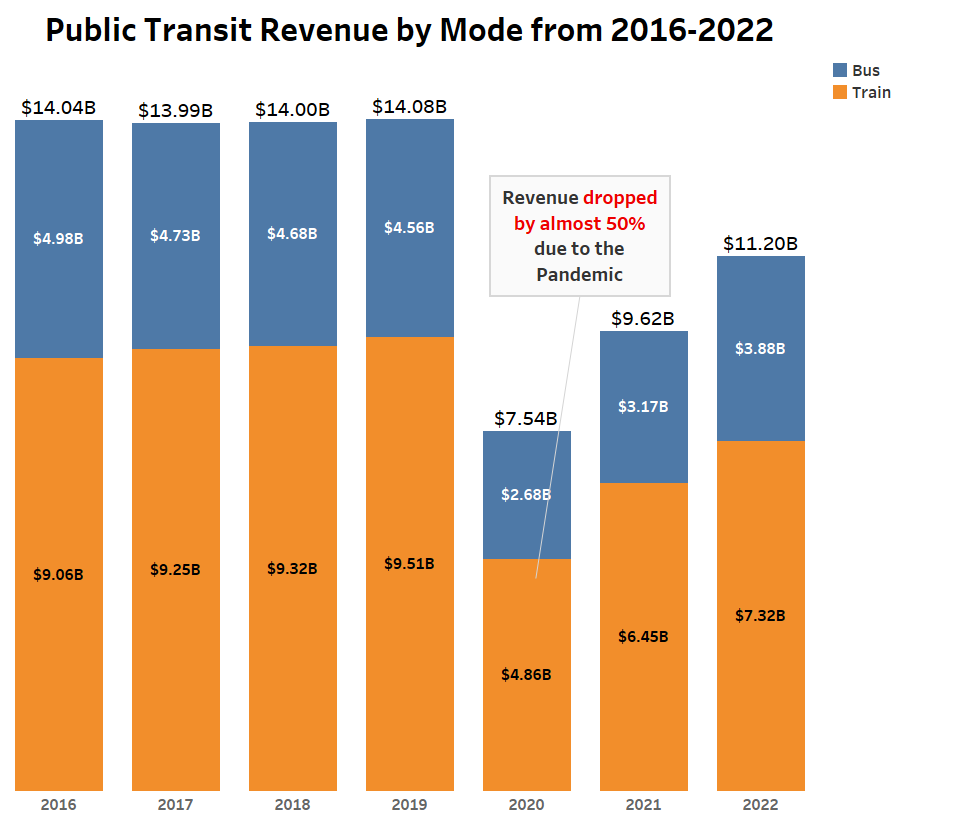 Public Transit Revenue by Mode from 2016-2022
Bus
Train
$14.04B
$13.99B
$14.00B
$14.08B
$7.54B
$9.62B
$11.20B
Revenue dropped
by almost 50%
due to the
Pandemic
$4.98B
$4.73B
$4.68B
$4.56B
$2.68B
$3.17B
$3.88B
$9.06B
$9.25B
$9.32B
$9.51B
$4.86B
$6.45B
$7.32B
2016
2017
2018
2019
2020
2021
2022